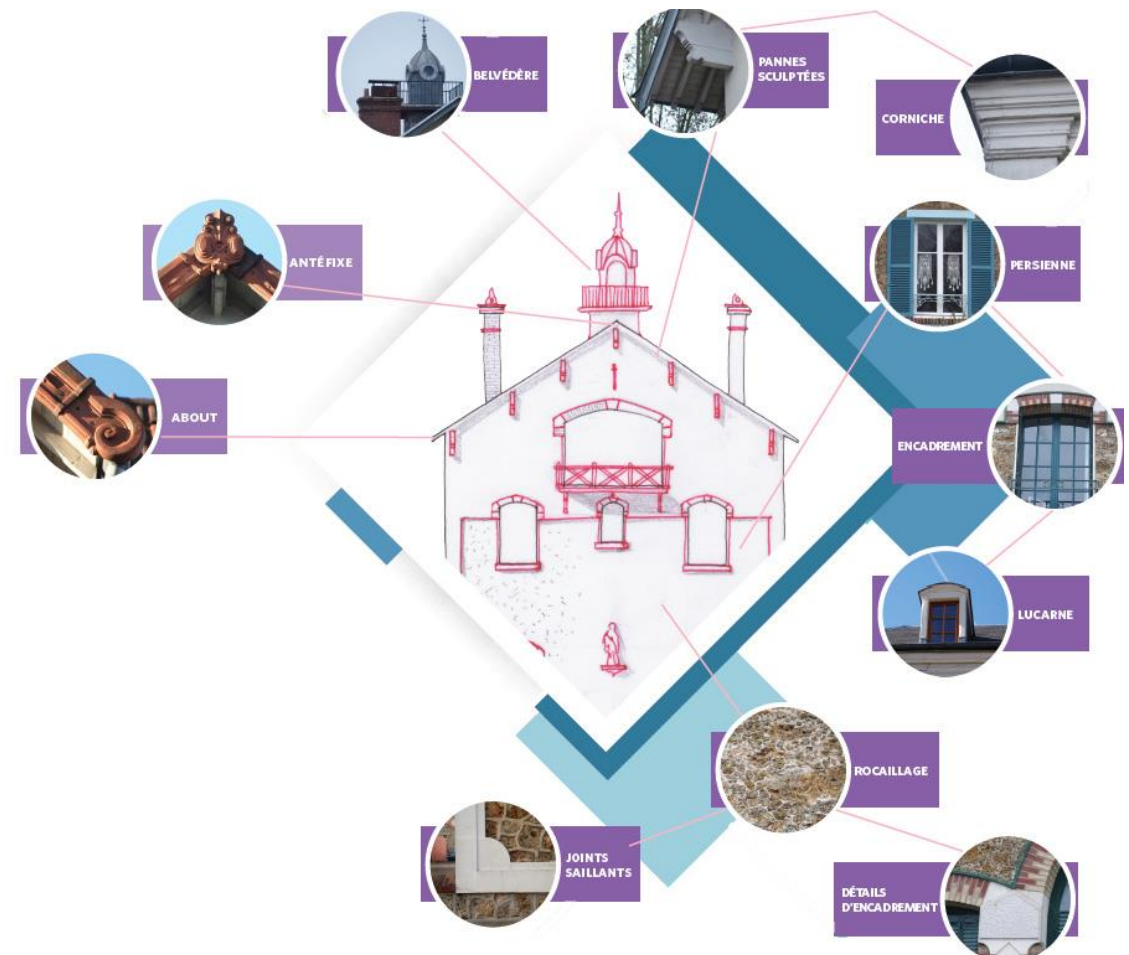 BELVÉDÈRE
PANNES
SCULPTÉES
CORNICHE
ANTÉFIXE
PERSIENNE
ABOUT
ENCADREMENT
LUCARNE
ROCAILLAGE
JOINTS
SAILLANTS
DÉTAILS
D'ENCADREMENT